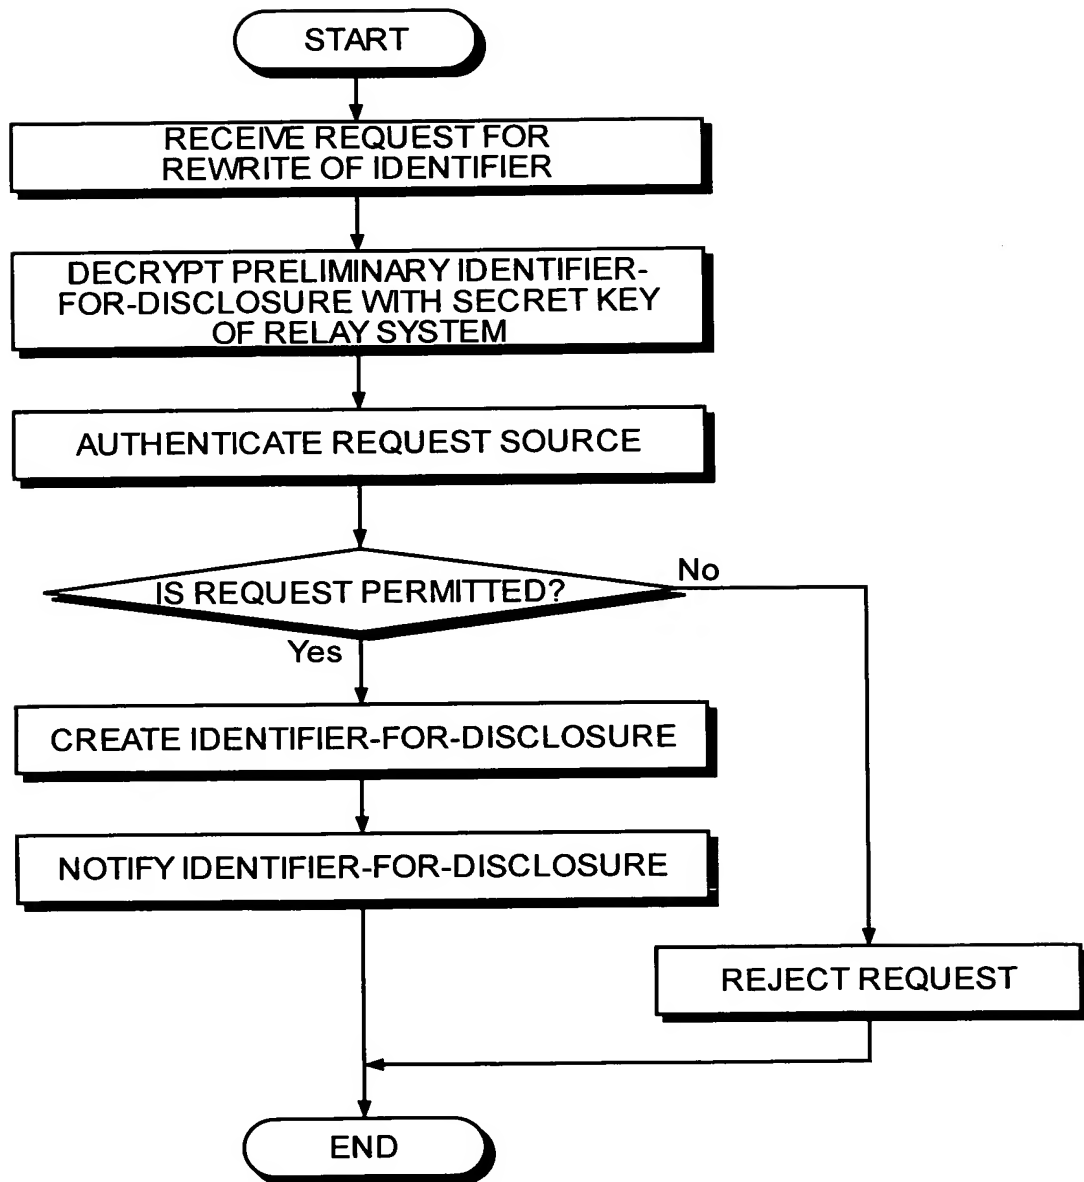 START
RECEIVE REQUEST FOR
REWRITE OF IDENTIFIER
DECRYPT PRELIMINARY IDENTIFIER-
FOR-DISCLOSURE WITH SECRET KEY
OF RELAY SYSTEM
AUTHENTICATE REQUEST SOURCE
IS REQUEST PERMITTED?
No
Yes
CREATE IDENTIFIER-FOR-DISCLOSURE
NOTIFY IDENTIFIER-FOR-DISCLOSURE
REJECT REQUEST
END